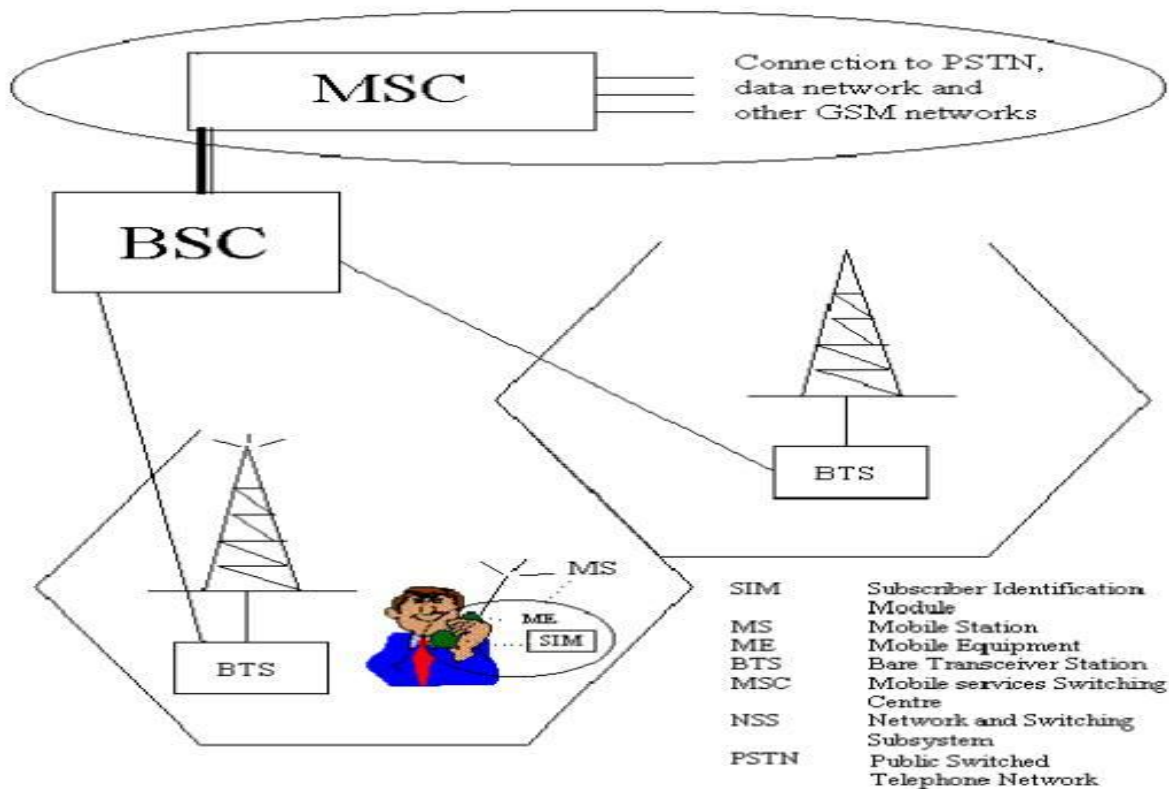 MSC
Connection to PSTN,
data network and
other GSM networks
BSC
BTS
MS
ME
SIM
BTS
SIM Subscriber Identification
Module
MS Mobile Station
ME Mobile Equipment
BTS Bare Transceiver Station
MSC Mobile services Switching
Centre
NSS Network and Switching
Subsystem
PSTN Public Switched
Telephone Network